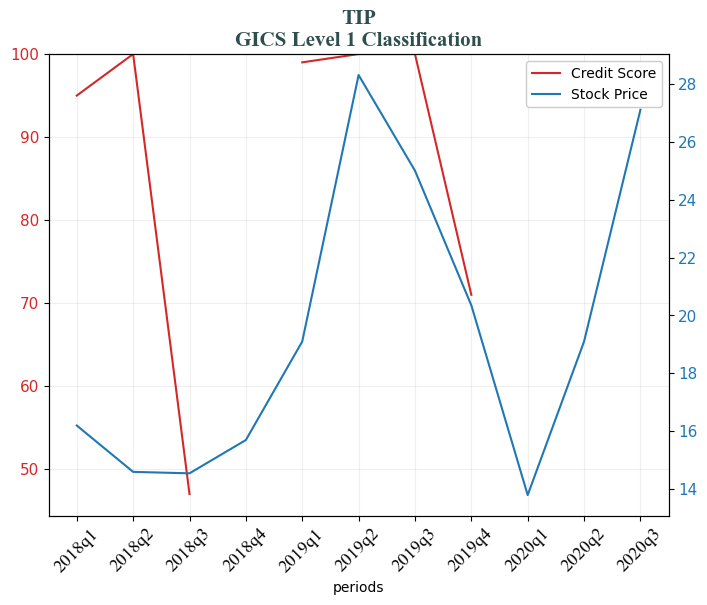 TIP
GICS Level 1 Classification
100
90
80
70
60
50
Credit Score
Stock Price
28
26
24
22
20
18
16
14
2018q1
2018q2
2018q3
2018q4
2019q1
2019q2
2019q3
2019q4
2020q1
2020q2
2020q3
periods